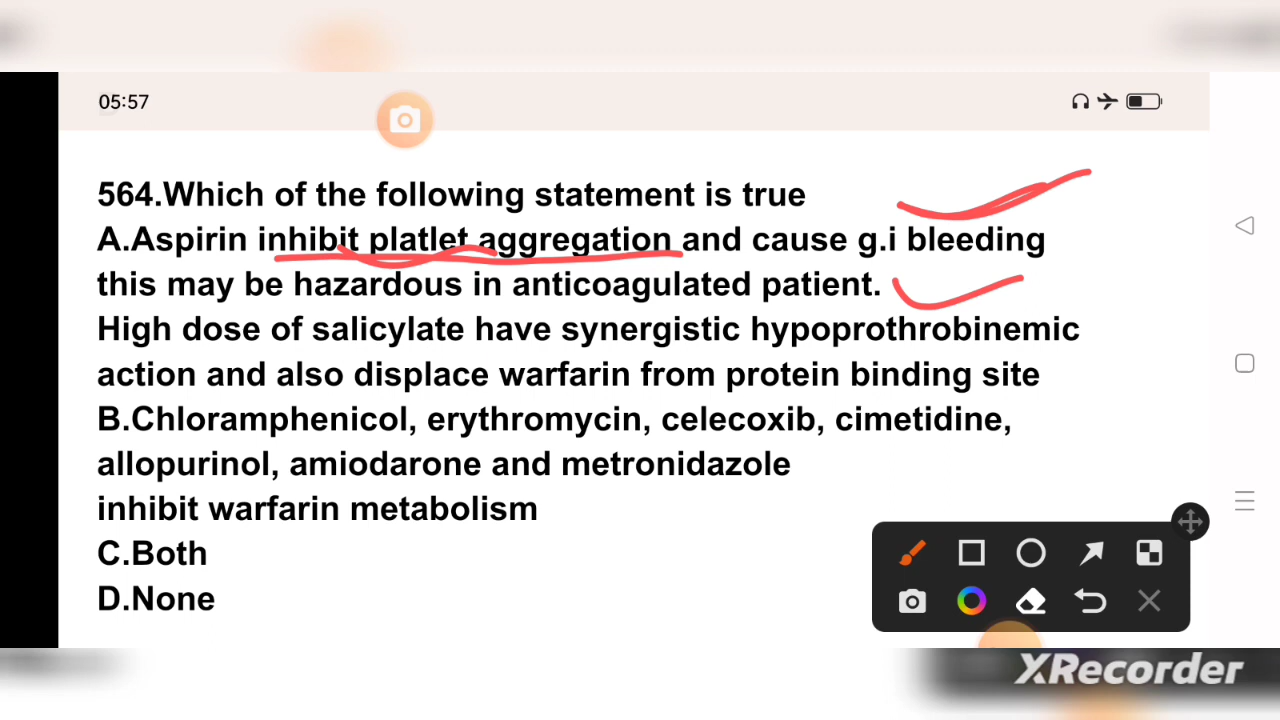 05:57
564.Which of the following statement is true
A.Aspirin inhibit platlet aggregation and cause g.i bleeding
this may be hazardous in anticoagulated patient.
High dose of salicylate have synergistic hypoprothrobinemic
action and also displace warfarin from protein binding site
B.Chloramphenicol, erythromycin, celecoxib, cimetidine,
allopurinol, amiodarone and metronidazole
inhibit warfarin metabolism
C.Both
D.None
XRecorder